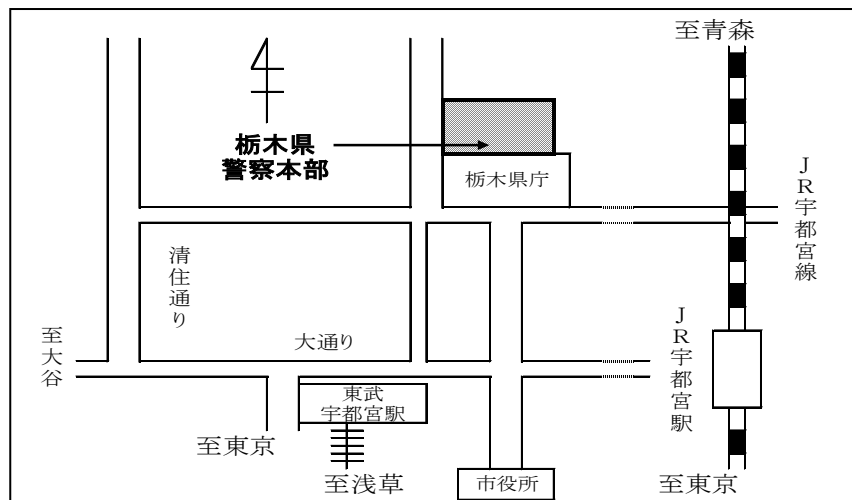 至青森
栃木県
警察本部
栃木県庁
JR宇都宮線
清住通り
大通り
至大谷
JR宇都宮駅
東武
宇都宮駅
至東京
至浅草
市役所
至東京